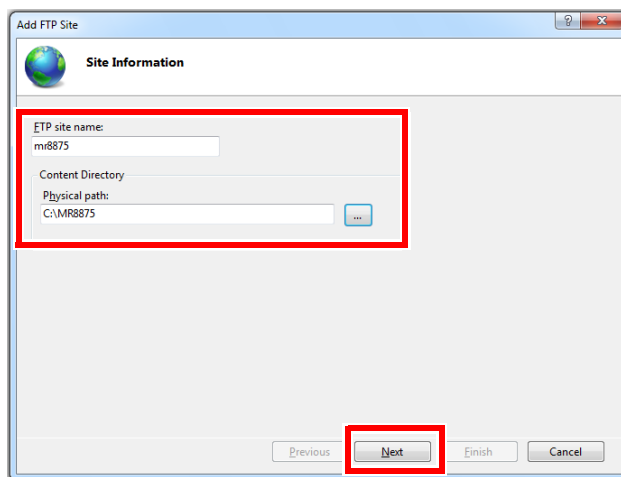 Add FTP Site
Site Information
FTP site name:
mr8875
Content Directory
Physical path:
C:\MR8875
...
Previous Next Finish Cancel